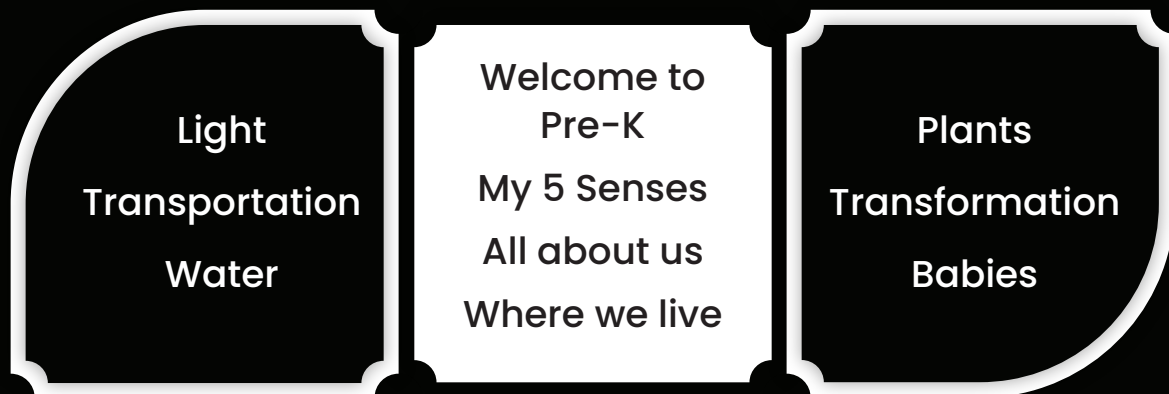 Light
Transportation
Water
Welcome to
Pre-K
My 5 Senses
All about us
Where we live
Plants
Transformation
Babies